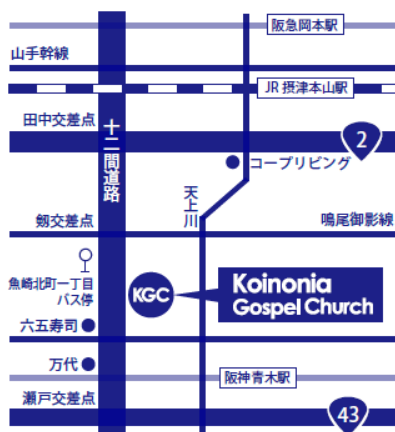 阪急岡本駅
山手幹線
JR 摂津本山駅
田中交差点
十二間道路
2
コープリビング
天上川
剱交差点
鳴尾御影線
魚崎北町一丁目
バス停
KGC
Koinonia
Gospel Church
六五寿司
万代
阪神青木駅
瀬戸交差点
43